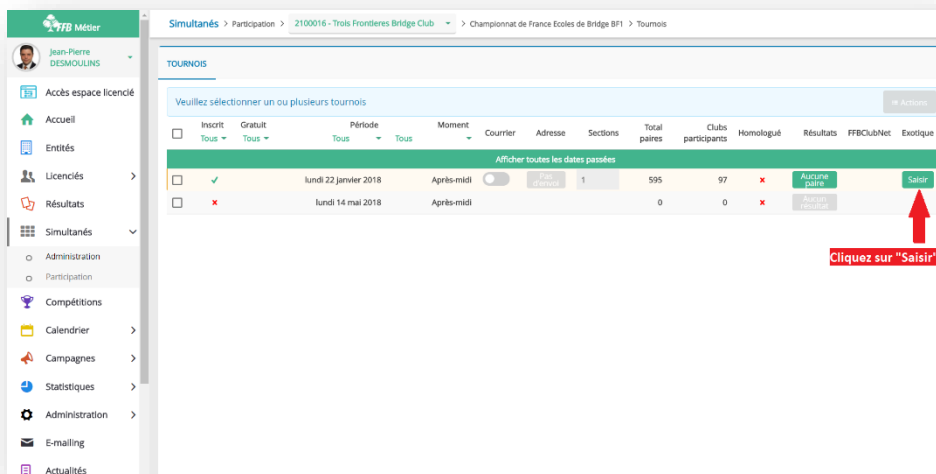 FFB Métier
Simultanés > Participation > 2100016 - Trois Frontieres Bridge Club > Championnat de France Ecoles de Bridge BF1 > Tournois
Jean-Pierre
DESMOULINS
TOURNOIS
Accès espace licencié
Accueil
Entités
Licenciés
Résultats
Simultanés
Administration
Participation
Compétitions
Calendrier
Campagnes
Statistiques
Administration
E-mailing
Actualités
Veuillez sélectionner un ou plusieurs tournois
Actions
Inscrit Gratuit Période Moment Courrier Adresse Sections Total paires Clubs participants Homologué Résultats FFBClubNet Exotique
Tous Tous Tous Tous
Afficher toutes les dates passées
lundi 22 janvier 2018 Après-midi Pas d'envoi 1 595 97 Aucune paire Saisir
lundi 14 mai 2018 Après-midi 0 0 Aucun résultat
Cliquez sur "Saisir"